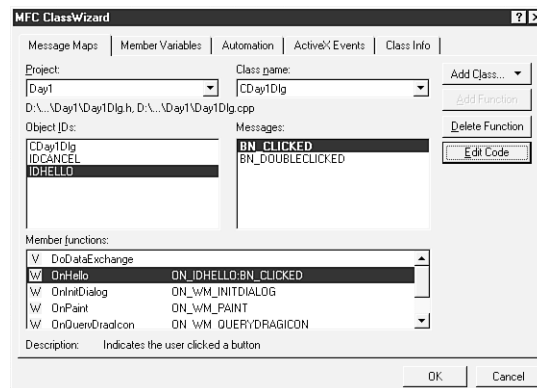 MFC ClassWizard
Message Maps Member Variables Automation ActiveX Events Class Info
Project: Class name:
Day1 CDay1Dlg
Add Class...
D:\...\Day1\Day1Dlg.h, D:\...\Day1\Day1Dlg.cpp
Add Function
Object IDs: Messages:
Delete Function
CDay1Dlg BN_CLICKED
IDCANCEL BN_DOUBLECLICKED
IDHELLO
Edit Code
Member functions:
V DoDataExchange
W OnHello ON_IDHELLO:BN_CLICKED
W OnInitDialog ON_WM_INITDIALOG
W OnPaint ON_WM_PAINT
W OnQueryDragIcon ON_WM_QUERYDRAGICON
Description: Indicates the user clicked a button
OK Cancel